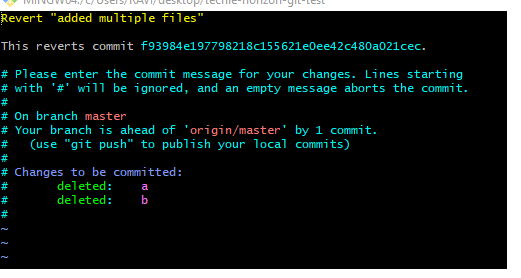 MINGW64:/c/Users/RAVI/desktop/techie-horizon-git-test
Revert "added multiple files"
This reverts commit f93984e197798218c155621e0ee42c480a021cec.
# Please enter the commit message for your changes. Lines starting
# with '#' will be ignored, and an empty message aborts the commit.
#
# On branch master
# Your branch is ahead of 'origin/master' by 1 commit.
#   (use "git push" to publish your local commits)
#
# Changes to be committed:
#       deleted:    a
#       deleted:    b
#
~
~
~